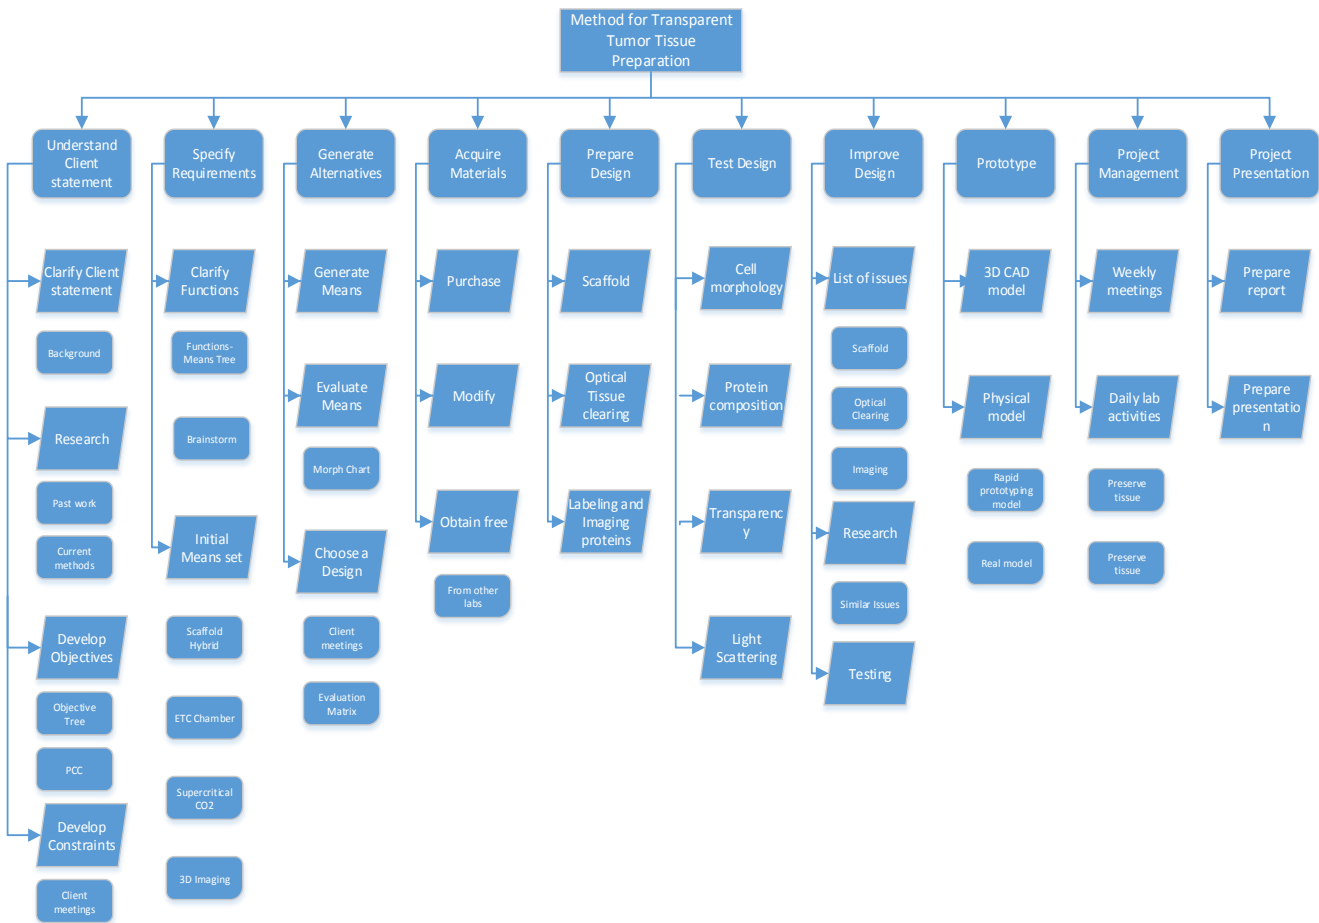 Method for Transparent
Tumor Tissue
Preparation
Understand
Client
statement
Specify
Requirements
Generate
Alternatives
Acquire
Materials
Prepare
Design
Test Design
Improve
Design
Prototype
Project
Management
Project
Presentation
Clarify Client
statement
Background
Research
Past work
Current
methods
Develop
Objectives
Objective
Tree
PCC
Develop
Constraints
Client
meetings
Clarify
Functions
Functions-
Means Tree
Brainstorm
Initial
Means set
Scaffold
Hybrid
ETC Chamber
Supercritical
CO2
3D Imaging
Generate
Means
Evaluate
Means
Morph Chart
Choose a
Design
Client
meetings
Evaluation
Matrix
Purchase
Modify
Obtain free
From other
labs
Scaffold
Optical
Tissue
clearing
Labeling and
Imaging
proteins
Cell
morphology
Protein
composition
Transparenc
y
Light
Scattering
List of issues
Scaffold
Optical
Clearing
Imaging
Research
Similar Issues
Testing
3D CAD
model
Physical
model
Rapid
prototyping
model
Real model
Weekly
meetings
Daily lab
activities
Preserve
tissue
Preserve
tissue
Prepare
report
Prepare
presentatio
n